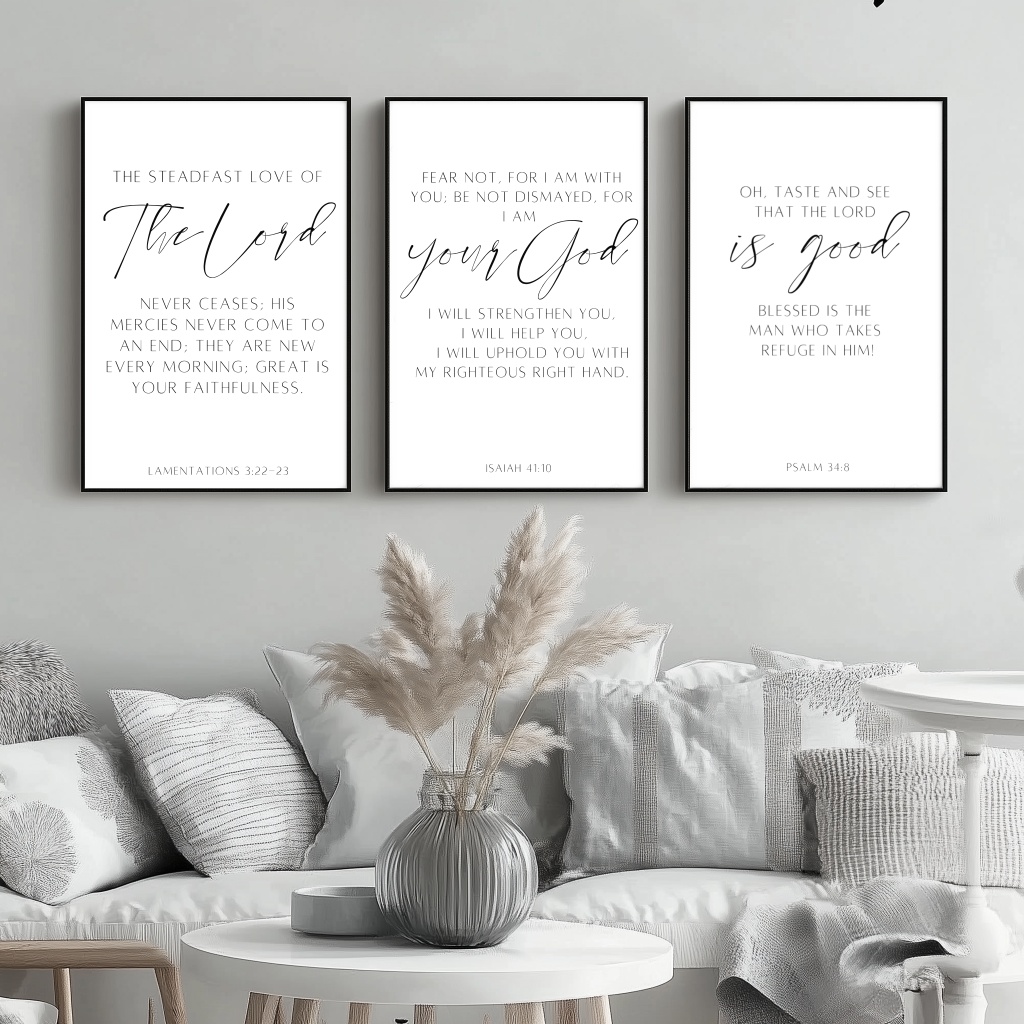 THE STEADFAST LOVE OF
The Lord
NEVER CEASES; HIS
MERCIES NEVER COME TO
AN END; THEY ARE NEW
EVERY MORNING; GREAT IS
YOUR FAITHFULNESS.
LAMENTATIONS 3:22-23
FEAR NOT, FOR I AM WITH
YOU; BE NOT DISMAYED, FOR
I AM
your God
I WILL STRENGTHEN YOU,
I WILL HELP YOU,
I WILL UPHOLD YOU WITH
MY RIGHTEOUS RIGHT HAND.
ISAIAH 41:10
OH, TASTE AND SEE
THAT THE LORD
is good
BLESSED IS THE
MAN WHO TAKES
REFUGE IN HIM!
PSALM 34:8